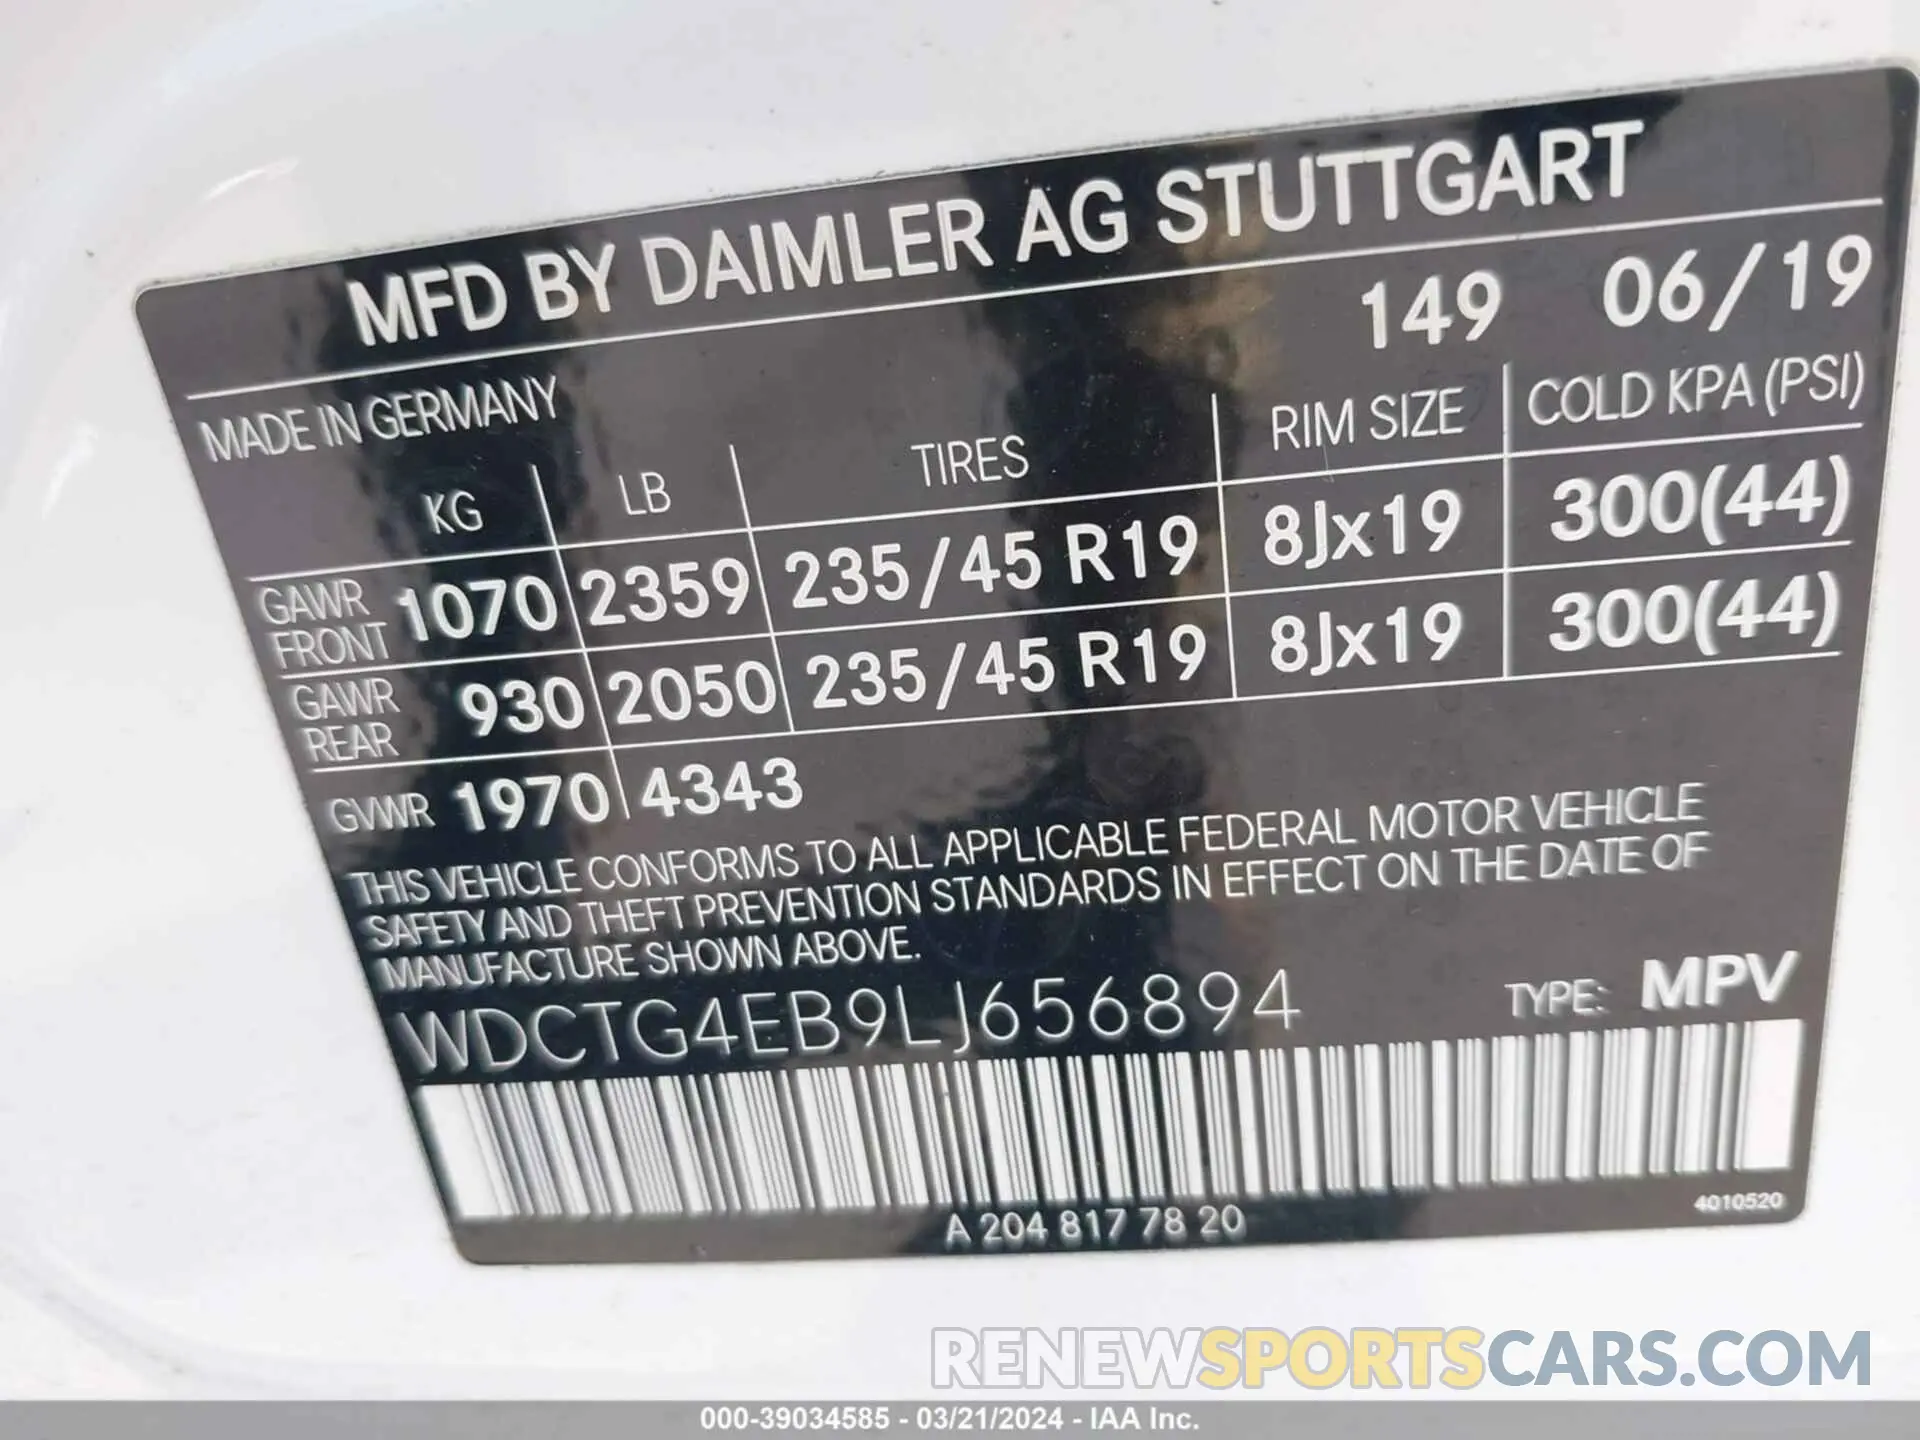 MFD BY DAIMLER AG STUTTGART
149 06/19
MADE IN GERMANY
KG LB TIRES RIM SIZE COLD KPA (PSI)
GAWR FRONT 1070 2359 235/45 R19 8Jx19 300(44)
GAWR REAR 930 2050 235/45 R19 8Jx19 300(44)
GVWR 1970 4343
THIS VEHICLE CONFORMS TO ALL APPLICABLE FEDERAL MOTOR VEHICLE
SAFETY AND THEFT PREVENTION STANDARDS IN EFFECT ON THE DATE OF
MANUFACTURE SHOWN ABOVE.
WDCTG4EB9LJ656894 TYPE: MPV
A 204 817 78 20
4010520
RENEWSPORTSCARS.COM
000-39034585 - 03/21/2024 - IAA Inc.